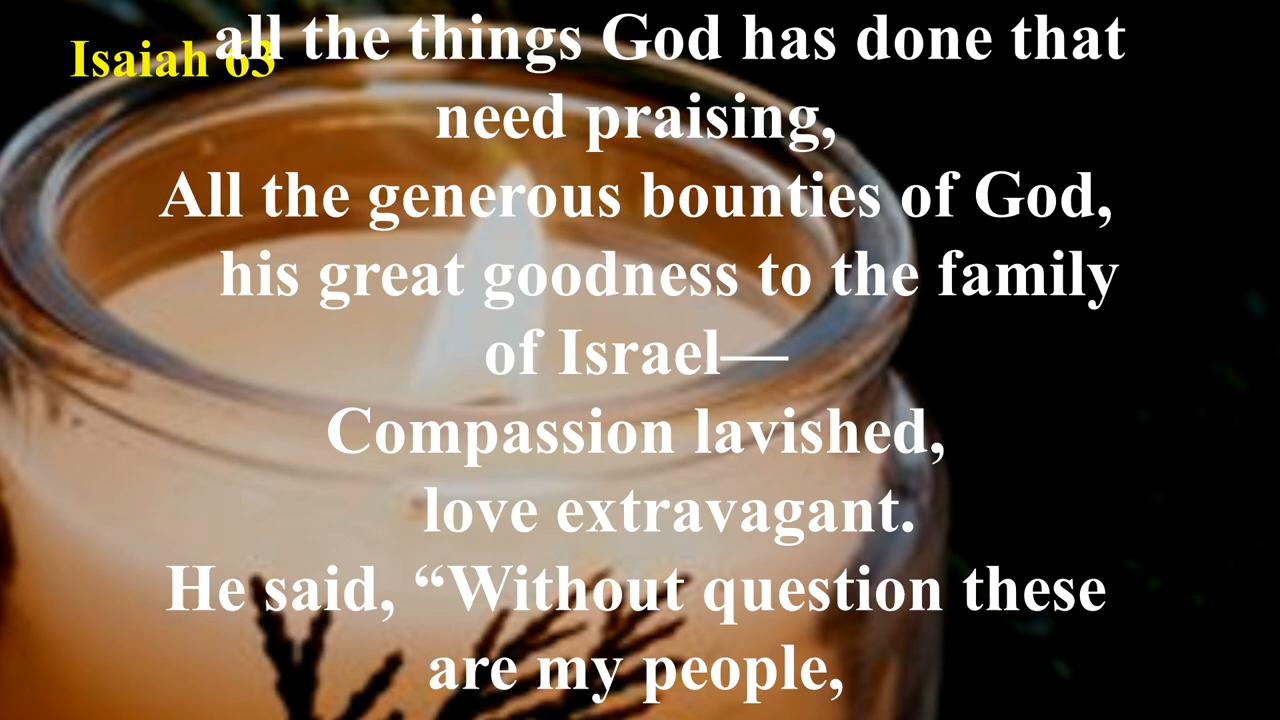 Isaiah 63
all the things God has done that
need praising,
All the generous bounties of God,
his great goodness to the family
of Israel—
Compassion lavished,
love extravagant.
He said, “Without question these
are my people,